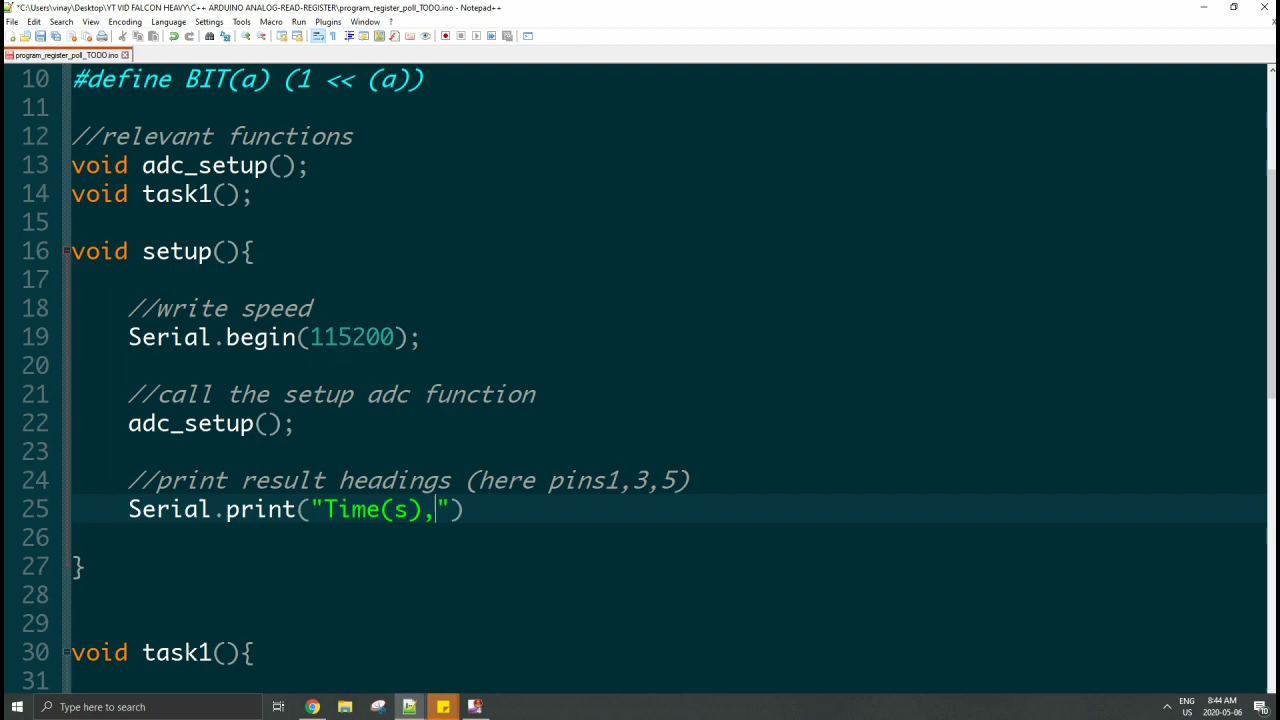 *C:\Users\vinay\Desktop\YT VID FALCON HEAVY\C++ ARDUINO ANALOG-READ-REGISTER\program_register_poll_TODO.ino - Notepad++
File Edit Search View Encoding Language Settings Tools Macro Run Plugins Window ?
program_register_poll_TODO.ino
10 #define BIT(a) (1 << (a))
11
12 //relevant functions
13 void adc_setup();
14 void task1();
15
16 void setup(){
17
18 //write speed
19 Serial.begin(115200);
20
21 //call the setup adc function
22 adc_setup();
23
24 //print result headings (here pins1,3,5)
25 Serial.print("Time(s),")
26
27 }
28
29
30 void task1(){
31
Type here to search
ENG
US
8:44 AM
2020-05-06
10